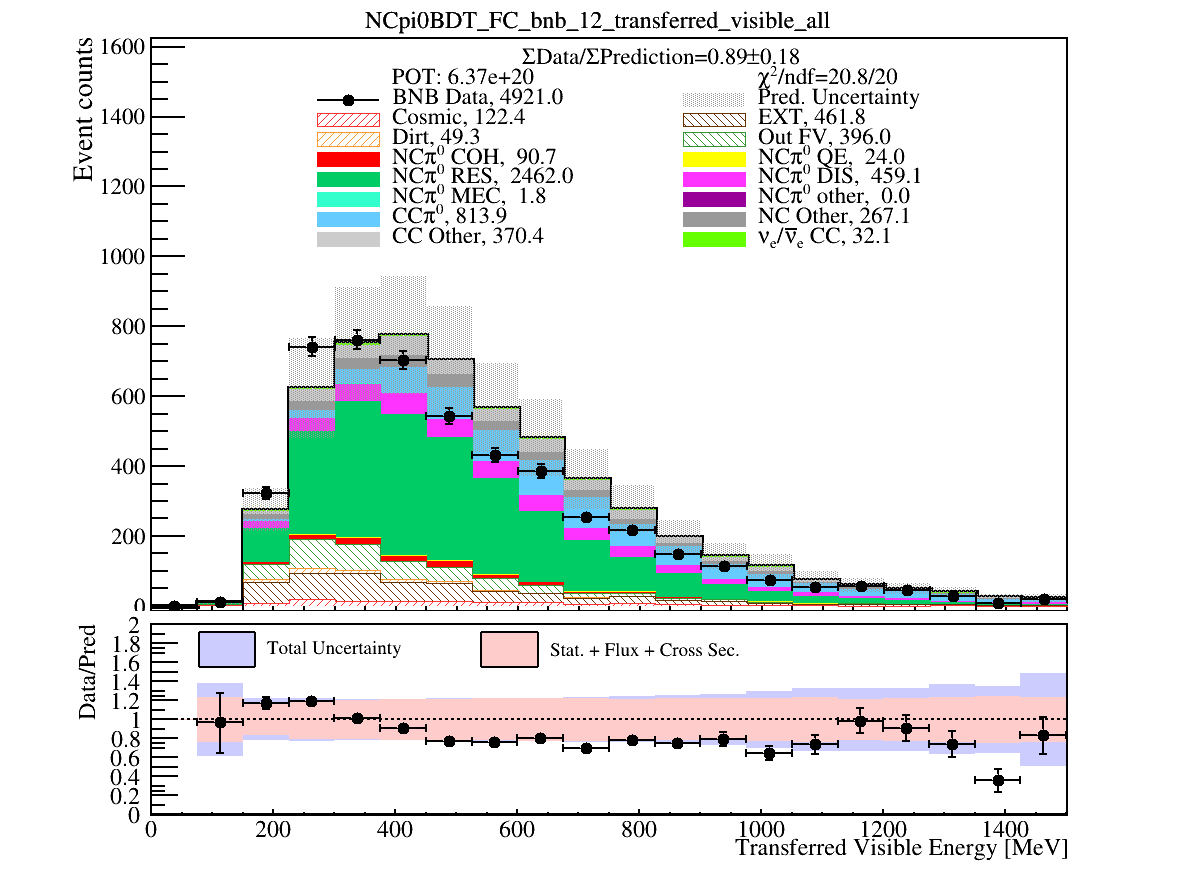 NCpi0BDT_FC_bnb_12_transferred_visible_all
ΣData/ΣPrediction=0.89±0.18
POT: 6.37e+20
χ²/ndf=20.8/20
BNB Data, 4921.0
Pred. Uncertainty
Cosmic, 122.4
EXT, 461.8
Dirt, 49.3
Out FV, 396.0
NCπ⁰ COH, 90.7
NCπ⁰ QE, 24.0
NCπ⁰ RES, 2462.0
NCπ⁰ DIS, 459.1
NCπ⁰ MEC, 1.8
NCπ⁰ other, 0.0
CCπ⁰, 813.9
NC Other, 267.1
CC Other, 370.4
νₑ/ν̅ₑ CC, 32.1
Event counts
1600
1400
1200
1000
800
600
400
200
0
Total Uncertainty
Stat. + Flux + Cross Sec.
Data/Pred
2
1.8
1.6
1.4
1.2
1
0.8
0.6
0.4
0.2
0
0 200 400 600 800 1000 1200 1400
Transferred Visible Energy [MeV]